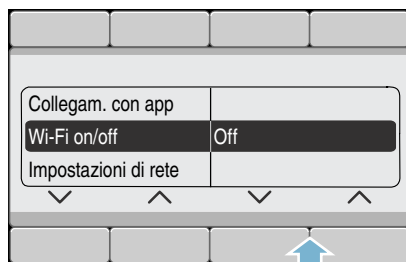 Collegam. con app
Wi-Fi on/off Off
Impostazioni di rete